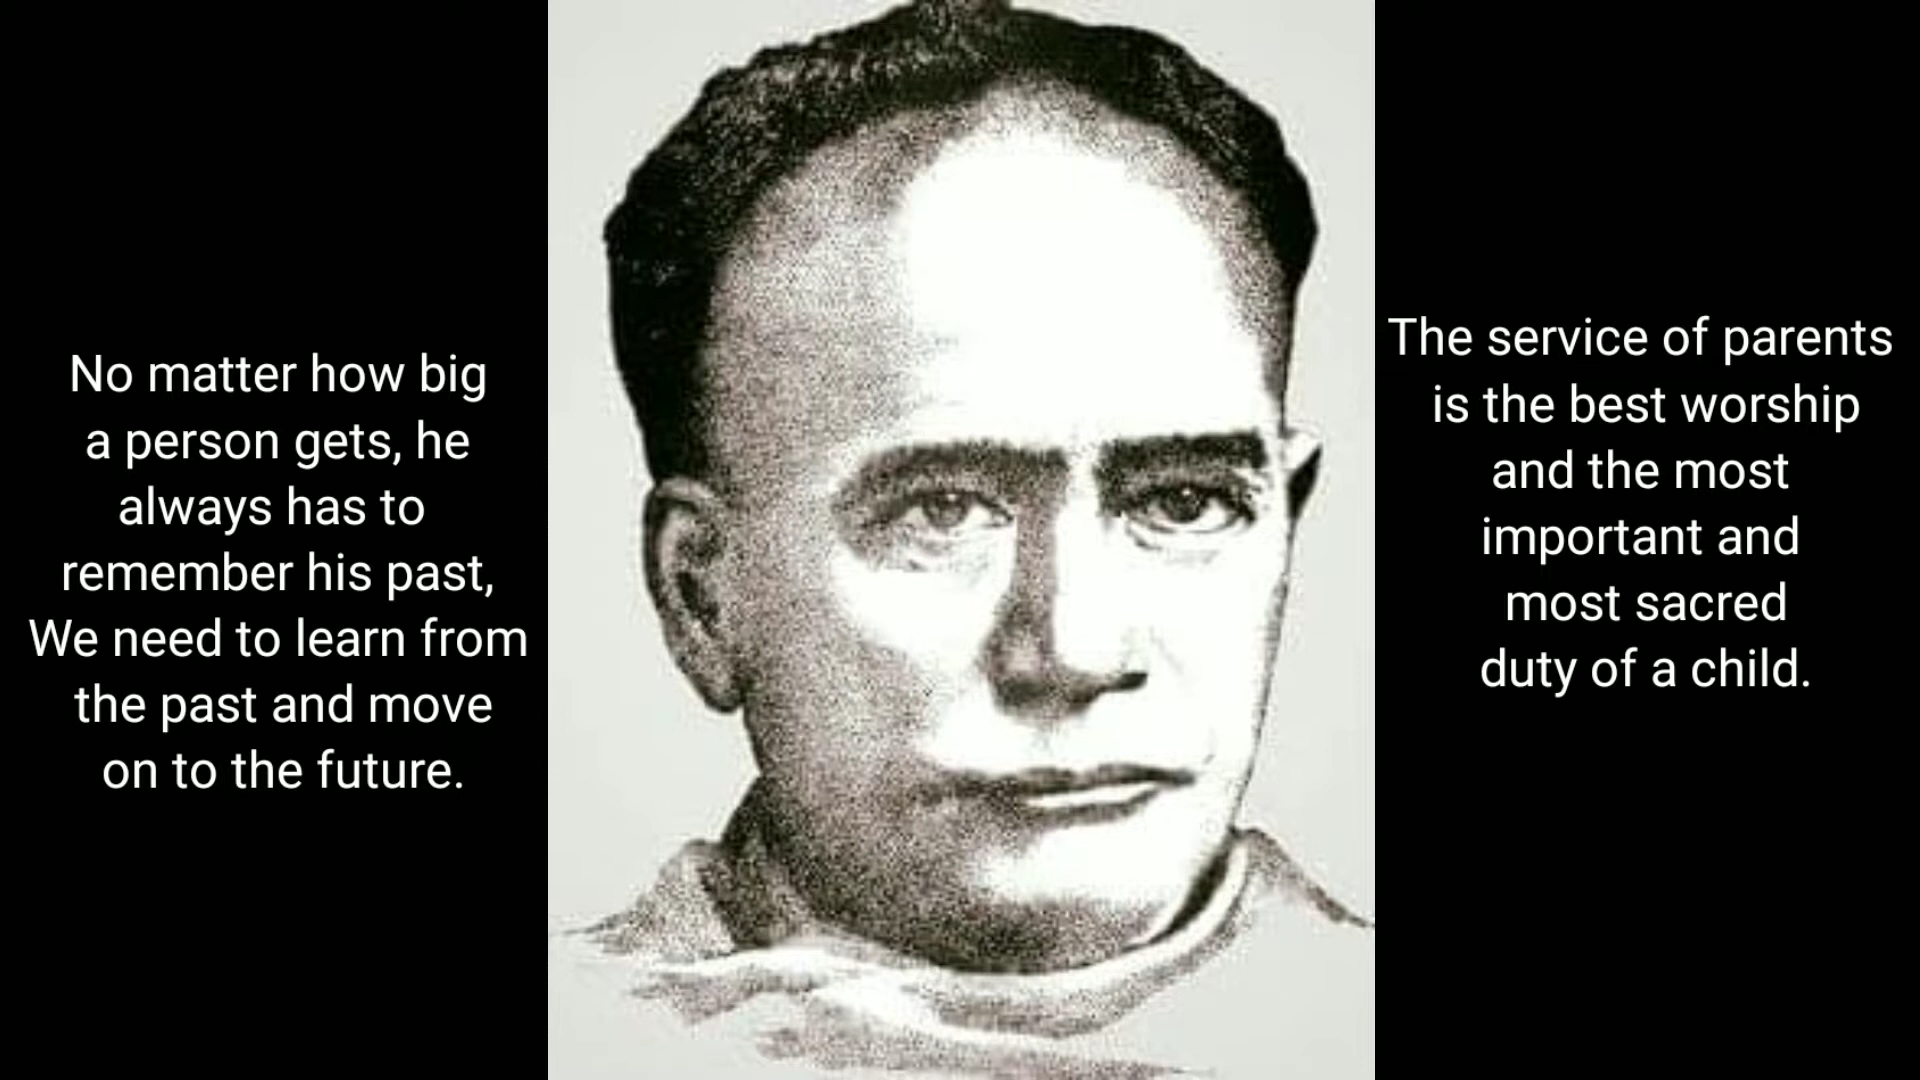 No matter how big
a person gets, he
always has to
remember his past,
We need to learn from
the past and move
on to the future.
The service of parents
is the best worship
and the most
important and
most sacred
duty of a child.